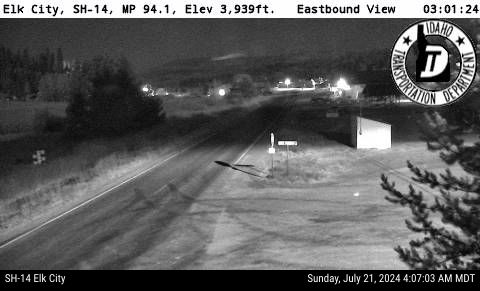 Elk City, SH-14, MP 94.1, Elev 3,939ft. Eastbound View 03:01:24
IDAHO
TRANSPORTATION DEPARTMENT
SH-14 Elk City Sunday, July 21, 2024 4:07:03 AM MDT